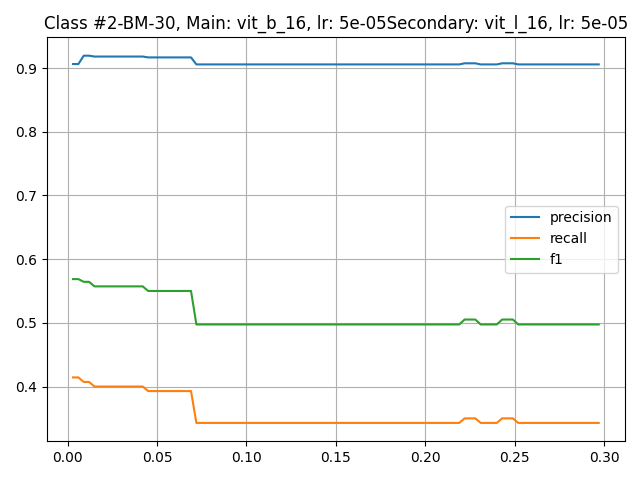 Class #2-BM-30, Main: vit_b_16, lr: 5e-05Secondary: vit_l_16, lr: 5e-05
0.9
0.8
0.7
0.6
0.5
0.4
precision
recall
f1
0.00 0.05 0.10 0.15 0.20 0.25 0.30